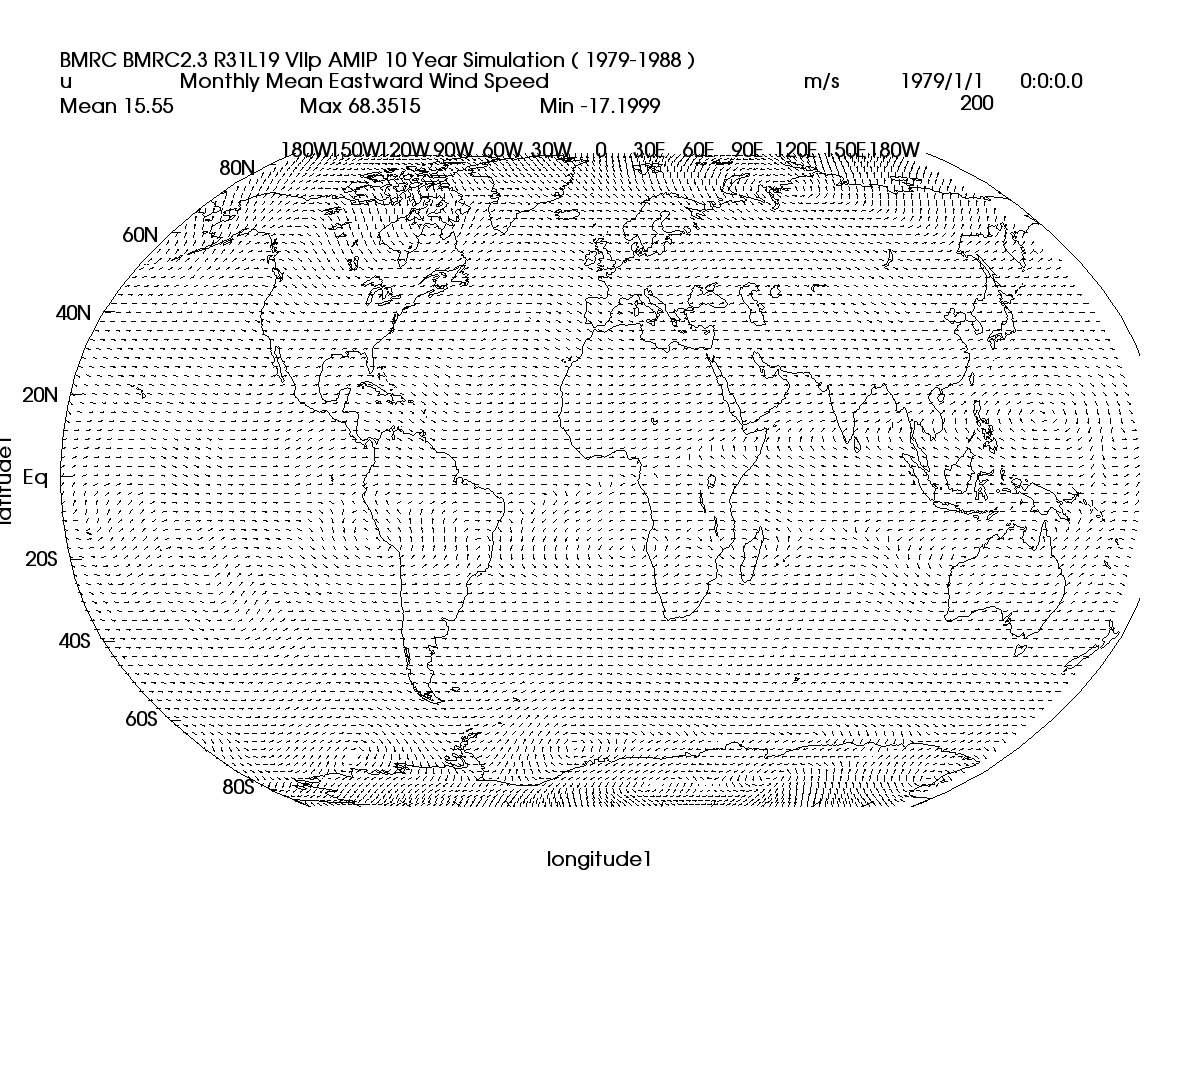 BMRC BMRC2.3 R31L19 VIIp AMIP 10 Year Simulation ( 1979-1988 )
u Monthly Mean Eastward Wind Speed m/s 1979/1/1 0:0:0.0
Mean 15.55 Max 68.3515 Min -17.1999 200
180W 150W 120W 90W 60W 30W 0 30E 60E 90E 120E 150E 180W
80N
60N
40N
20N
Eq
latitude1
20S
40S
60S
80S
longitude1